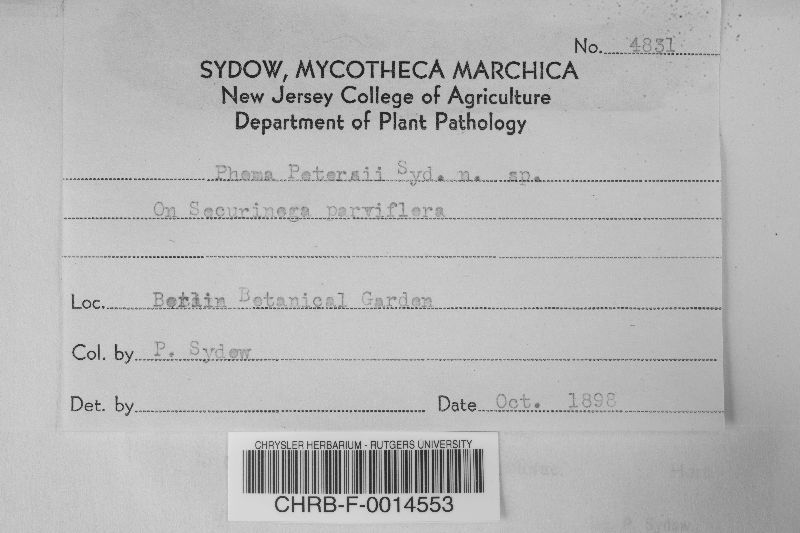 No. 4831
SYDOW, MYCOTHECA MARCHICA
New Jersey College of Agriculture
Department of Plant Pathology
Phoma Petersii Syd. n. sp.
On Securinega parviflora
Loc. Berlin Botanical Garden
Col. by P. Sydow
Det. by
Date Oct. 1898
CHRYSLER HERBARIUM - RUTGERS UNIVERSITY
CHRB-F-0014553
P. Sydow